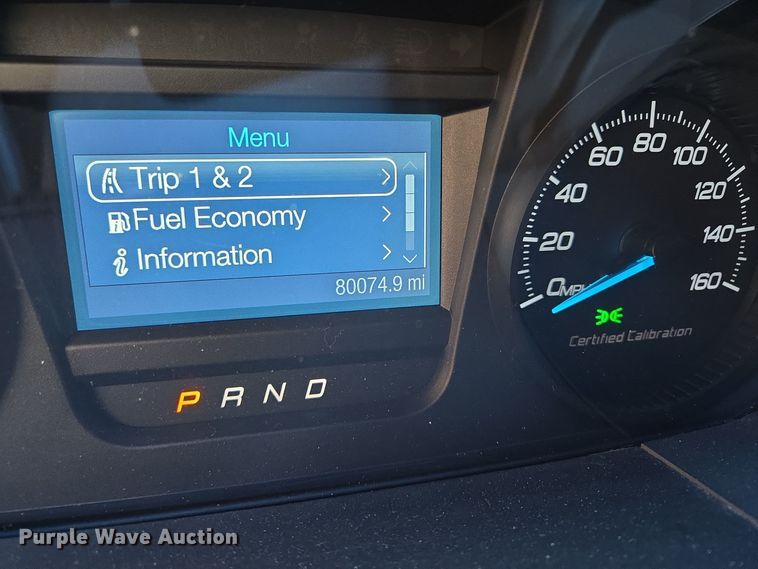 Menu
Trip 1 & 2
Fuel Economy
Information
80074.9 mi
P R N D
0 MPH
20
40
60
80
100
120
140
160
Certified Calibration
Purple Wave Auction